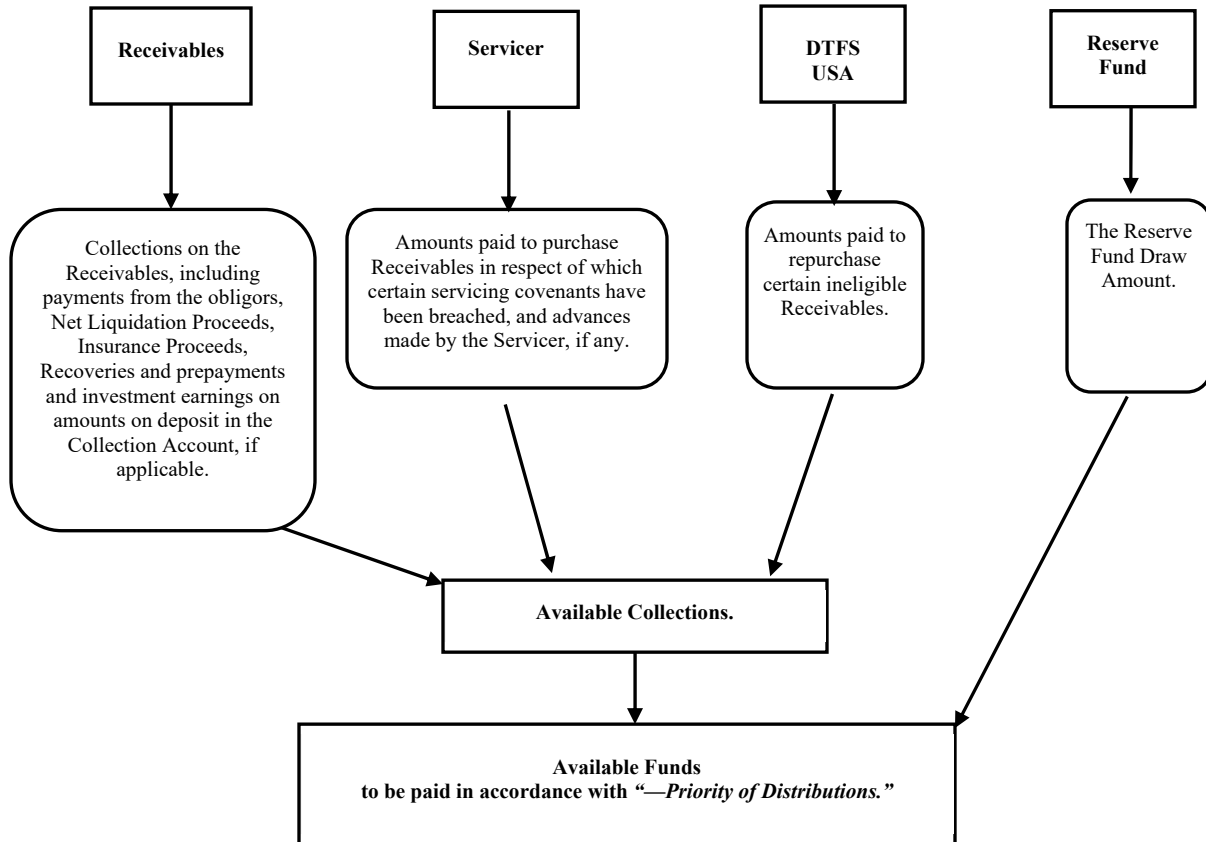 Receivables
Servicer
DTFS
USA
Reserve
Fund
Collections on the
Receivables, including
payments from the obligors,
Net Liquidation Proceeds,
Insurance Proceeds,
Recoveries and prepayments
and investment earnings on
amounts on deposit in the
Collection Account, if
applicable.
Amounts paid to purchase
Receivables in respect of which
certain servicing covenants have
been breached, and advances
made by the Servicer, if any.
Amounts paid to
repurchase
certain ineligible
Receivables.
The Reserve
Fund Draw
Amount.
Available Collections.
Available Funds
to be paid in accordance with “—Priority of Distributions.”